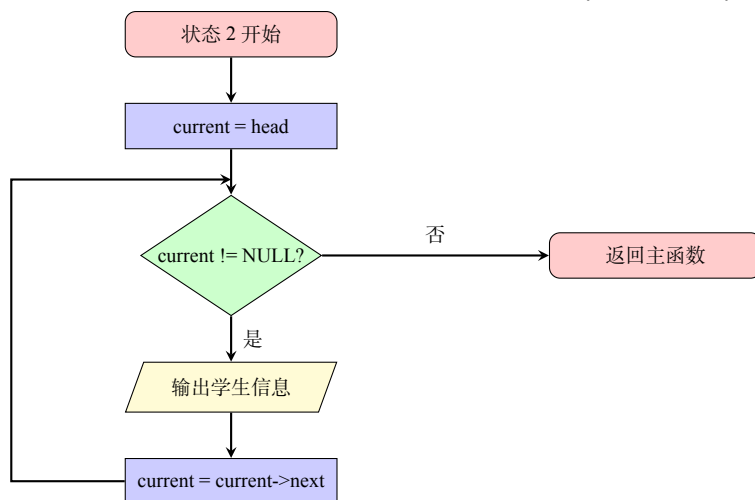 状态 2 开始
current = head
current != NULL?
否
返回主函数
是
输出学生信息
current = current->next